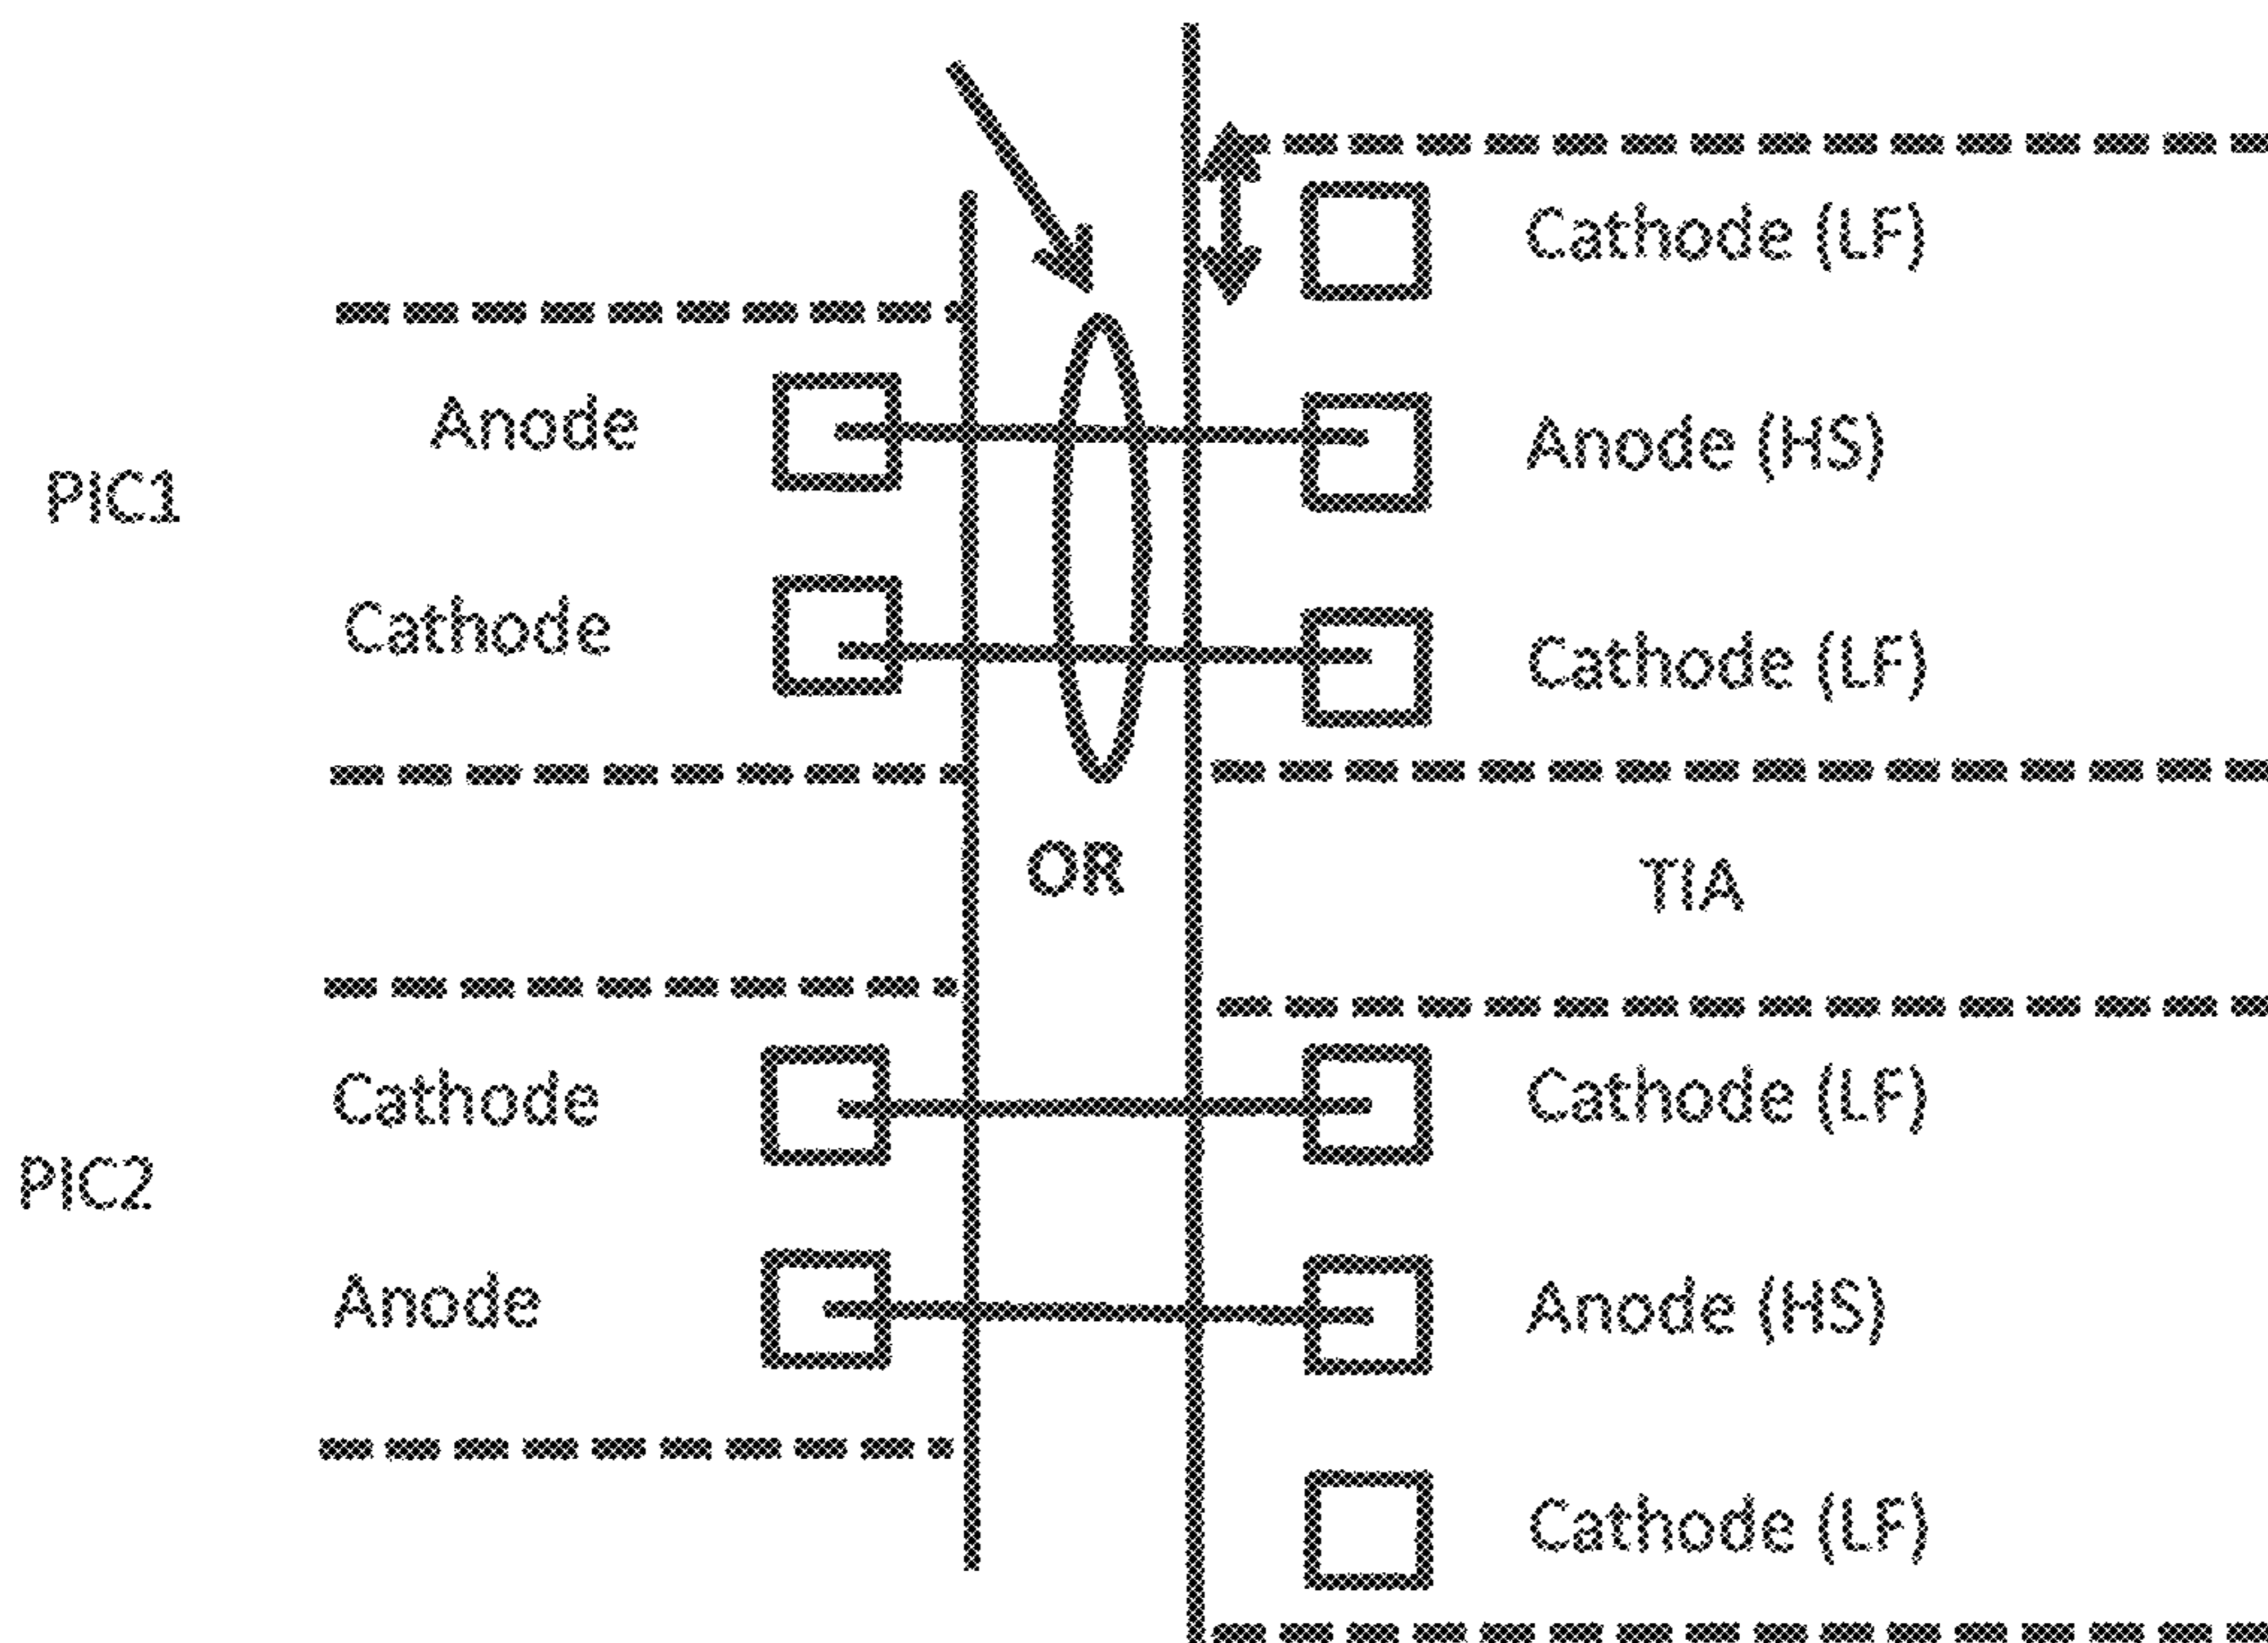 Cathode (LF)
Anode
Anode (HS)
PIC1
Cathode
Cathode (LF)
OR
TIA
Cathode
Cathode (LF)
PIC2
Anode
Anode (HS)
Cathode (LF)